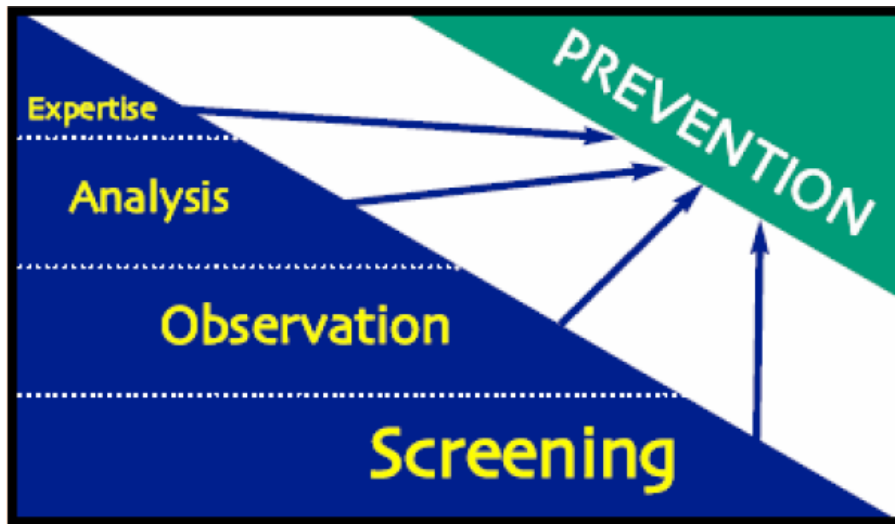 PREVENTION
Expertise
Analysis
Observation
Screening